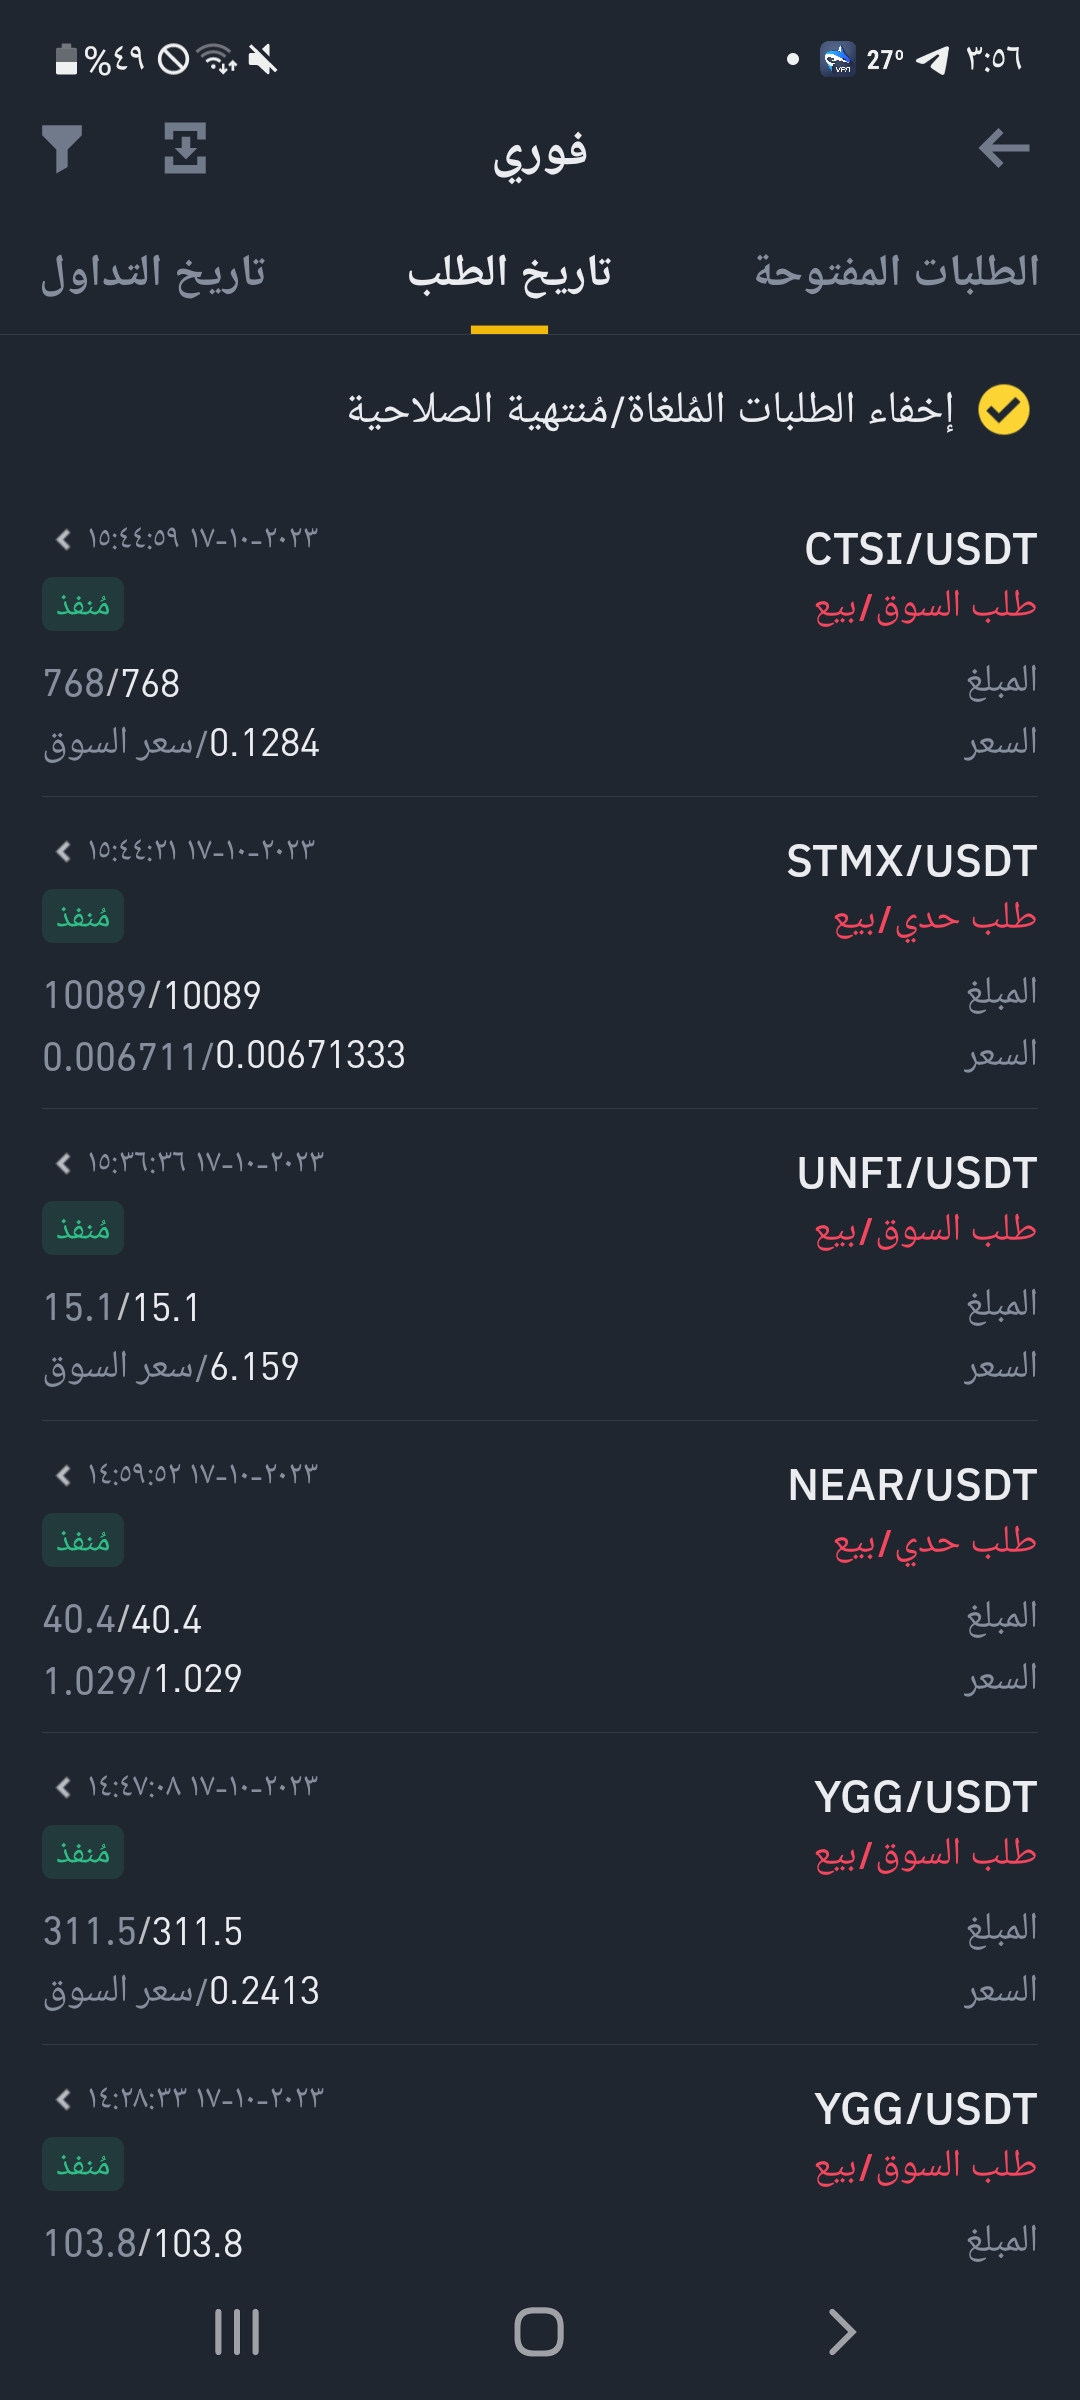 ٣:٥٦ 27° VPN %٤٩
فوري
الطلبات المفتوحة تاريخ الطلب تاريخ التداول
إخفاء الطلبات المُلغاة/مُنتهية الصلاحية
CTSI/USDT ٢٠٢٣-١٠-١٧ ١٥:٤٤:٥٩
طلب السوق/بيع مُنفذ
المبلغ 768/768
السعر 0.1284/سعر السوق
STMX/USDT ٢٠٢٣-١٠-١٧ ١٥:٤٤:٢١
طلب حدي/بيع مُنفذ
المبلغ 10089/10089
السعر 0.006711/0.00671333
UNFI/USDT ٢٠٢٣-١٠-١٧ ١٥:٣٦:٣٦
طلب السوق/بيع مُنفذ
المبلغ 15.1/15.1
السعر 6.159/سعر السوق
NEAR/USDT ٢٠٢٣-١٠-١٧ ١٤:٥٩:٥٢
طلب حدي/بيع مُنفذ
المبلغ 40.4/40.4
السعر 1.029/1.029
YGG/USDT ٢٠٢٣-١٠-١٧ ١٤:٤٧:٠٨
طلب السوق/بيع مُنفذ
المبلغ 311.5/311.5
السعر 0.2413/سعر السوق
YGG/USDT ٢٠٢٣-١٠-١٧ ١٤:٢٨:٣٣
طلب السوق/بيع مُنفذ
المبلغ 103.8/103.8